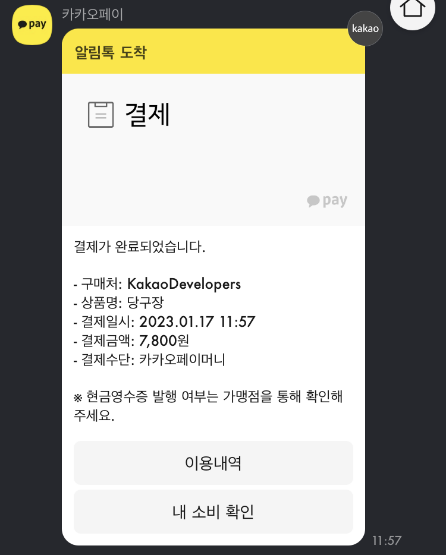 pay
카카오페이
kakao
알림톡 도착
결제
pay
결제가 완료되었습니다.
- 구매처: KakaoDevelopers
- 상품명: 당구장
- 결제일시: 2023.01.17 11:57
- 결제금액: 7,800원
- 결제수단: 카카오페이머니
※ 현금영수증 발행 여부는 가맹점을 통해 확인해
주세요.
이용내역
내 소비 확인
11:57